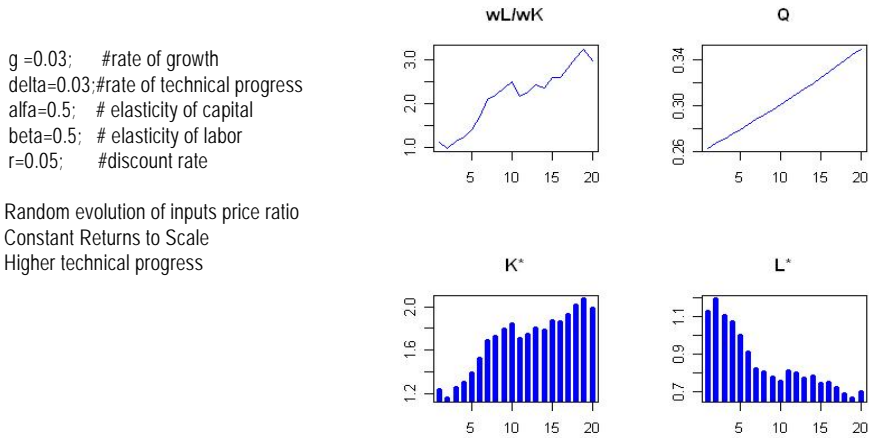 g =0.03;     #rate of growth
delta=0.03;#rate of technical progress
alfa=0.5;   # elasticity of capital
beta=0.5;  # elasticity of labor
r=0.05;      #discount rate
Random evolution of inputs price ratio
Constant Returns to Scale
Higher technical progress
wL/wK
1.0 2.0 3.0
5 10 15 20
Q
0.26 0.30 0.34
5 10 15 20
K*
1.2 1.6 2.0
5 10 15 20
L*
0.7 0.9 1.1
5 10 15 20